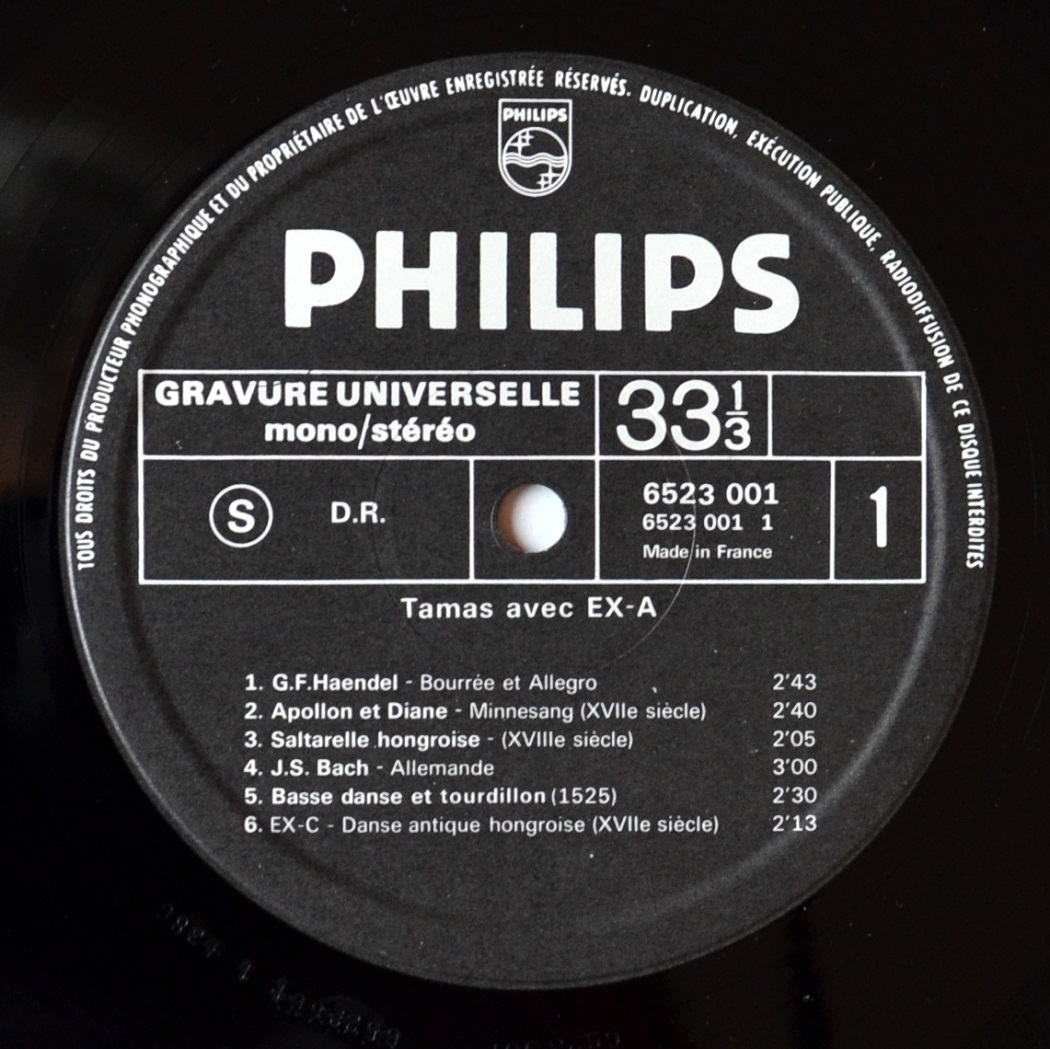 TOUS DROITS DU PRODUCTEUR PHONOGRAPHIQUE ET DU PROPRIÉTAIRE DE L'ŒUVRE ENREGISTRÉE RÉSERVÉS. DUPLICATION, EXÉCUTION PUBLIQUE, RADIODIFFUSION DE CE DISQUE INTERDITES
PHILIPS
PHILIPS
GRAVURE UNIVERSELLE
mono/stéréo
33 1/3
S
D.R.
6523 001
6523 001 1
Made in France
1
Tamas avec EX-A
1. G.F.Haendel - Bourrée et Allegro 2'43
2. Apollon et Diane - Minnesang (XVIIe siècle) 2'40
3. Saltarelle hongroise - (XVIIIe siècle) 2'05
4. J.S. Bach - Allemande 3'00
5. Basse danse et tourdillon (1525) 2'30
6. EX-C - Danse antique hongroise (XVIIe siècle) 2'13